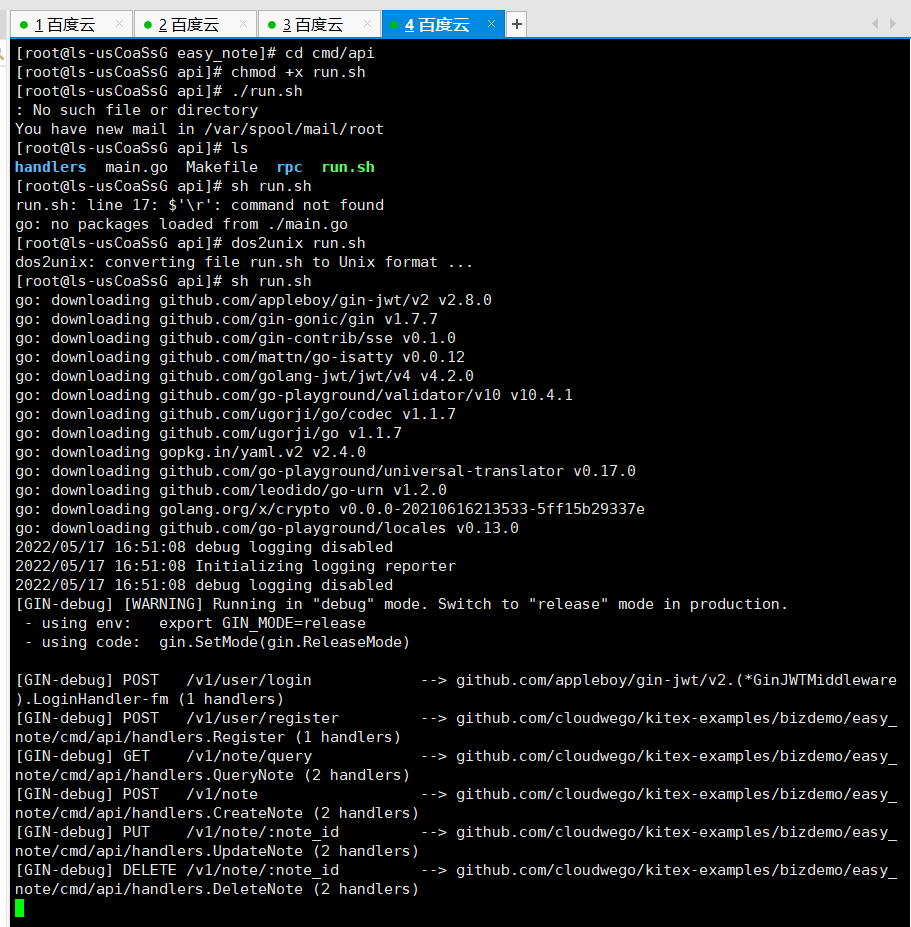 1 百度云 × 2 百度云 × 3 百度云 × 4 百度云 × +
[root@ls-usCoaSsG easy_note]# cd cmd/api
[root@ls-usCoaSsG api]# chmod +x run.sh
[root@ls-usCoaSsG api]# ./run.sh
: No such file or directory
You have new mail in /var/spool/mail/root
[root@ls-usCoaSsG api]# ls
handlers  main.go  Makefile  rpc  run.sh
[root@ls-usCoaSsG api]# sh run.sh
run.sh: line 17: $'\r': command not found
go: no packages loaded from ./main.go
[root@ls-usCoaSsG api]# dos2unix run.sh
dos2unix: converting file run.sh to Unix format ...
[root@ls-usCoaSsG api]# sh run.sh
go: downloading github.com/appleboy/gin-jwt/v2 v2.8.0
go: downloading github.com/gin-gonic/gin v1.7.7
go: downloading github.com/gin-contrib/sse v0.1.0
go: downloading github.com/mattn/go-isatty v0.0.12
go: downloading github.com/golang-jwt/jwt/v4 v4.2.0
go: downloading github.com/go-playground/validator/v10 v10.4.1
go: downloading github.com/ugorji/go/codec v1.1.7
go: downloading github.com/ugorji/go v1.1.7
go: downloading gopkg.in/yaml.v2 v2.4.0
go: downloading github.com/go-playground/universal-translator v0.17.0
go: downloading github.com/leodido/go-urn v1.2.0
go: downloading golang.org/x/crypto v0.0.0-20210616213533-5ff15b29337e
go: downloading github.com/go-playground/locales v0.13.0
2022/05/17 16:51:08 debug logging disabled
2022/05/17 16:51:08 Initializing logging reporter
2022/05/17 16:51:08 debug logging disabled
[GIN-debug] [WARNING] Running in "debug" mode. Switch to "release" mode in production.
 - using env:   export GIN_MODE=release
 - using code:  gin.SetMode(gin.ReleaseMode)
[GIN-debug] POST   /v1/user/login            --> github.com/appleboy/gin-jwt/v2.(*GinJWTMiddleware
).LoginHandler-fm (1 handlers)
[GIN-debug] POST   /v1/user/register         --> github.com/cloudwego/kitex-examples/bizdemo/easy_
note/cmd/api/handlers.Register (1 handlers)
[GIN-debug] GET    /v1/note/query            --> github.com/cloudwego/kitex-examples/bizdemo/easy_
note/cmd/api/handlers.QueryNote (2 handlers)
[GIN-debug] POST   /v1/note                  --> github.com/cloudwego/kitex-examples/bizdemo/easy_
note/cmd/api/handlers.CreateNote (2 handlers)
[GIN-debug] PUT    /v1/note/:note_id         --> github.com/cloudwego/kitex-examples/bizdemo/easy_
note/cmd/api/handlers.UpdateNote (2 handlers)
[GIN-debug] DELETE /v1/note/:note_id         --> github.com/cloudwego/kitex-examples/bizdemo/easy_
note/cmd/api/handlers.DeleteNote (2 handlers)